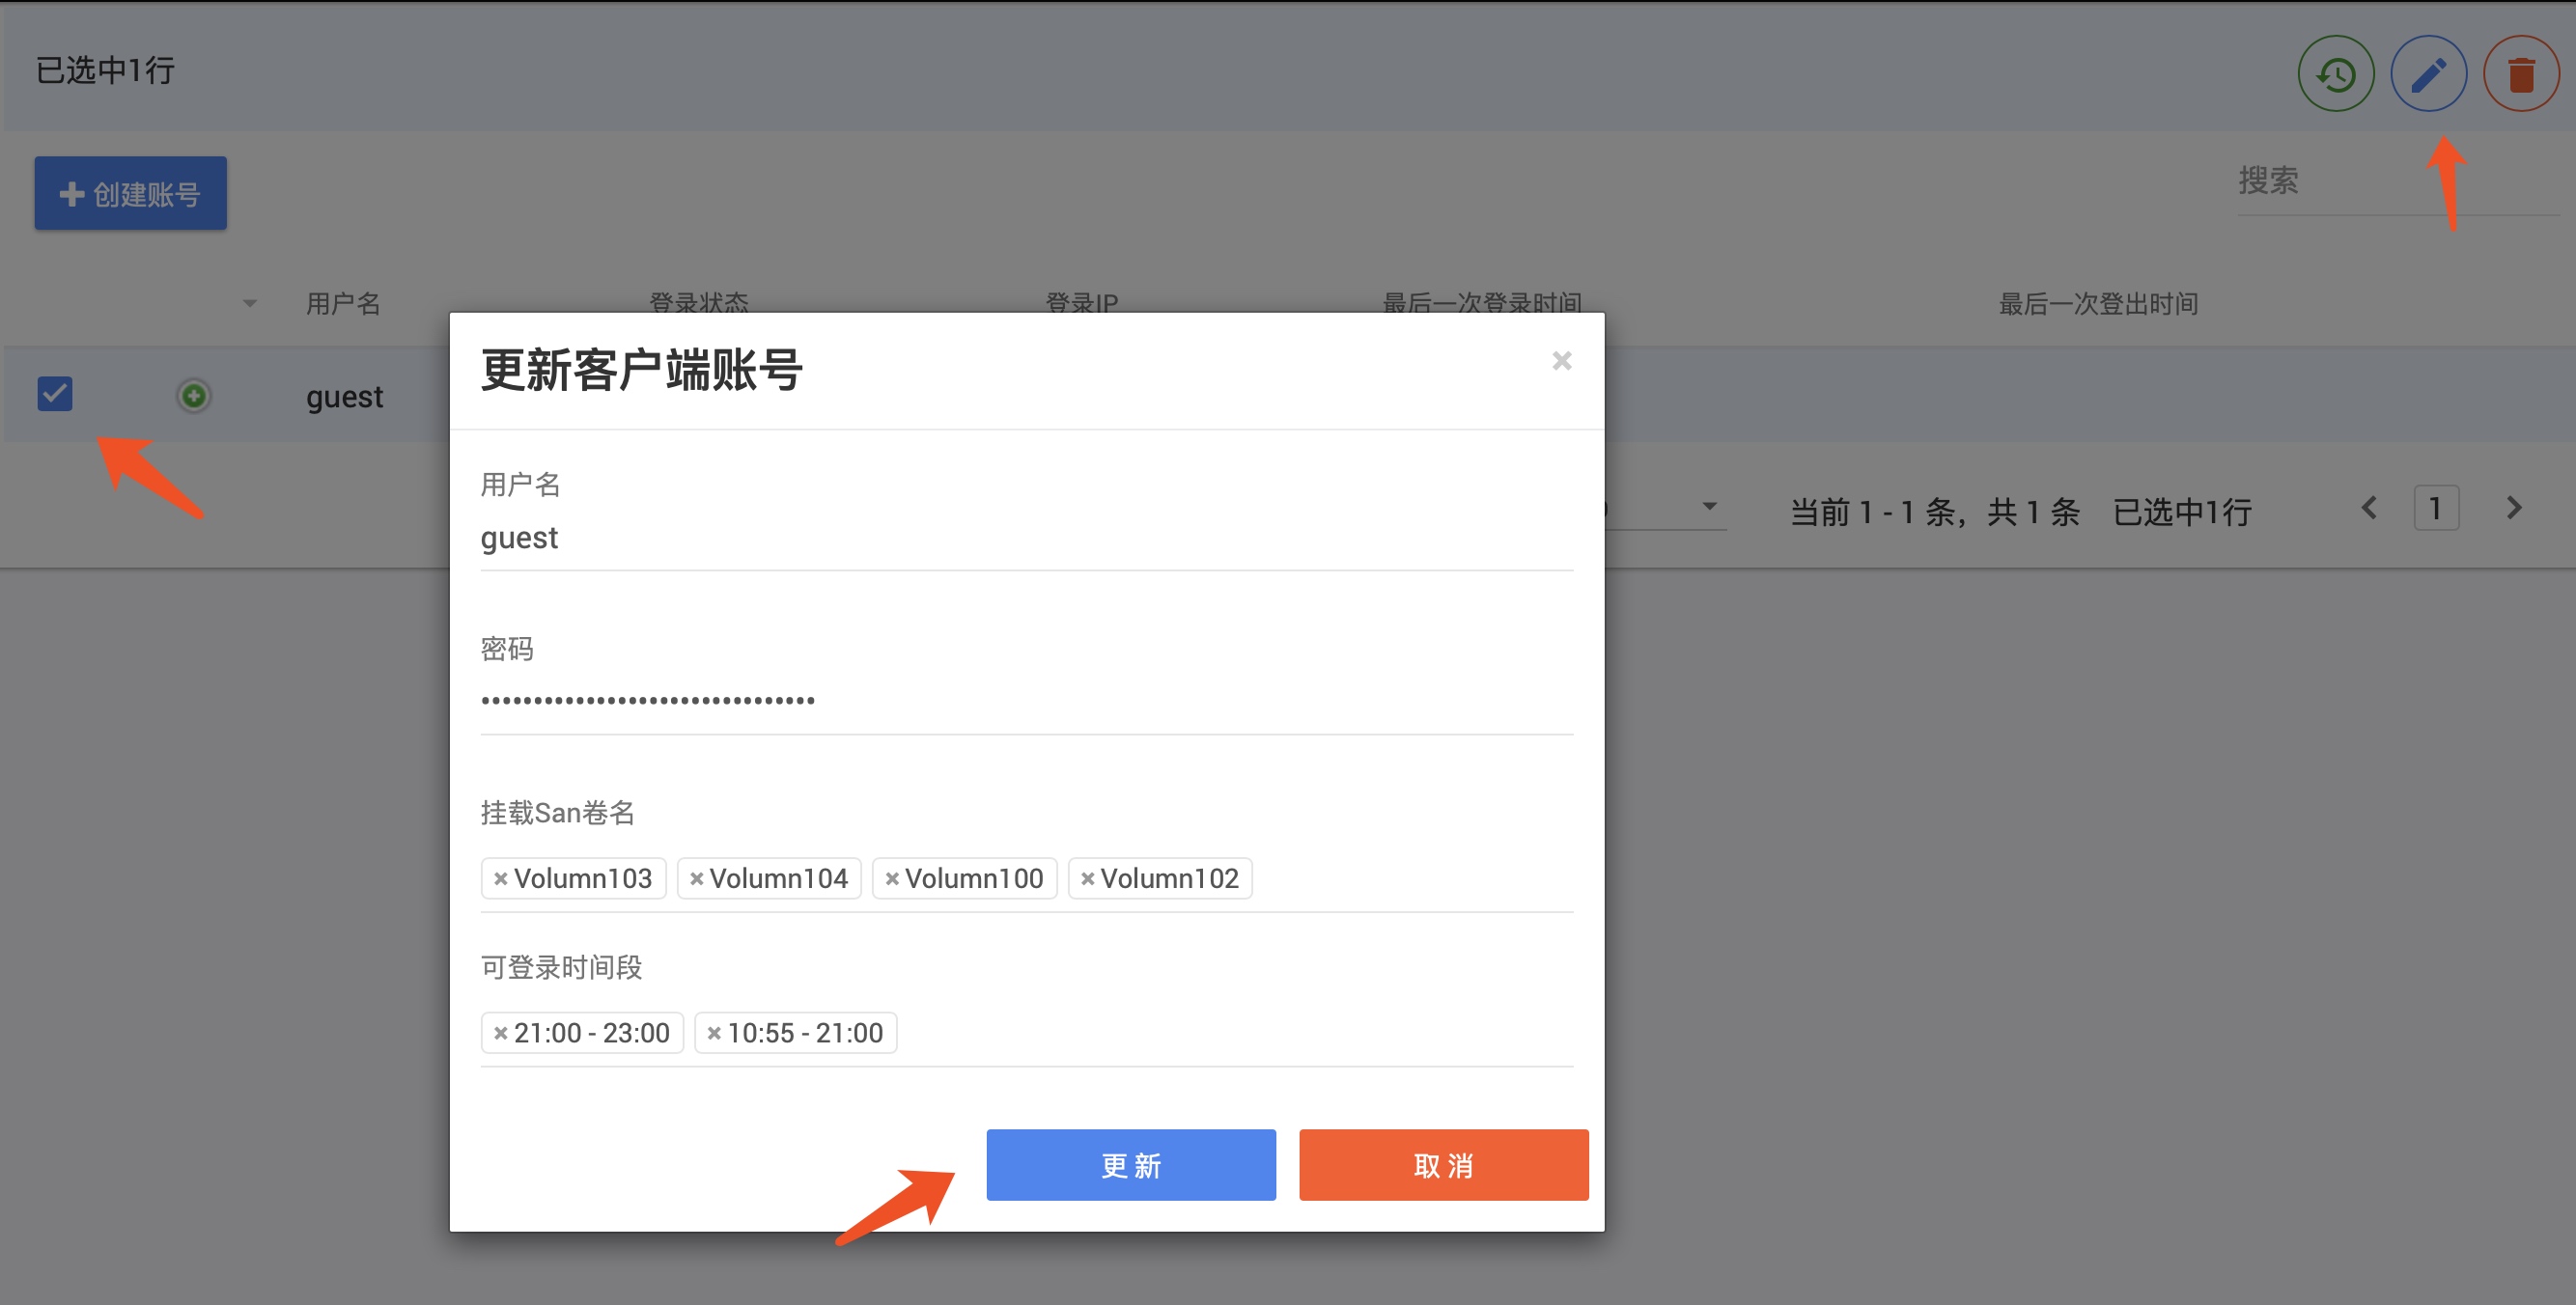 已选中1行
创建账号
搜索
用户名 登录状态 登录IP 最后一次登录时间 最后一次登出时间
guest
当前 1 - 1 条，共 1 条 已选中1行
1
更新客户端账号
×
用户名
guest
密码
••••••••••••••••••••••••••••••••
挂载San卷名
×Volumn103 ×Volumn104 ×Volumn100 ×Volumn102
可登录时间段
×21:00 - 23:00 ×10:55 - 21:00
更 新 取 消